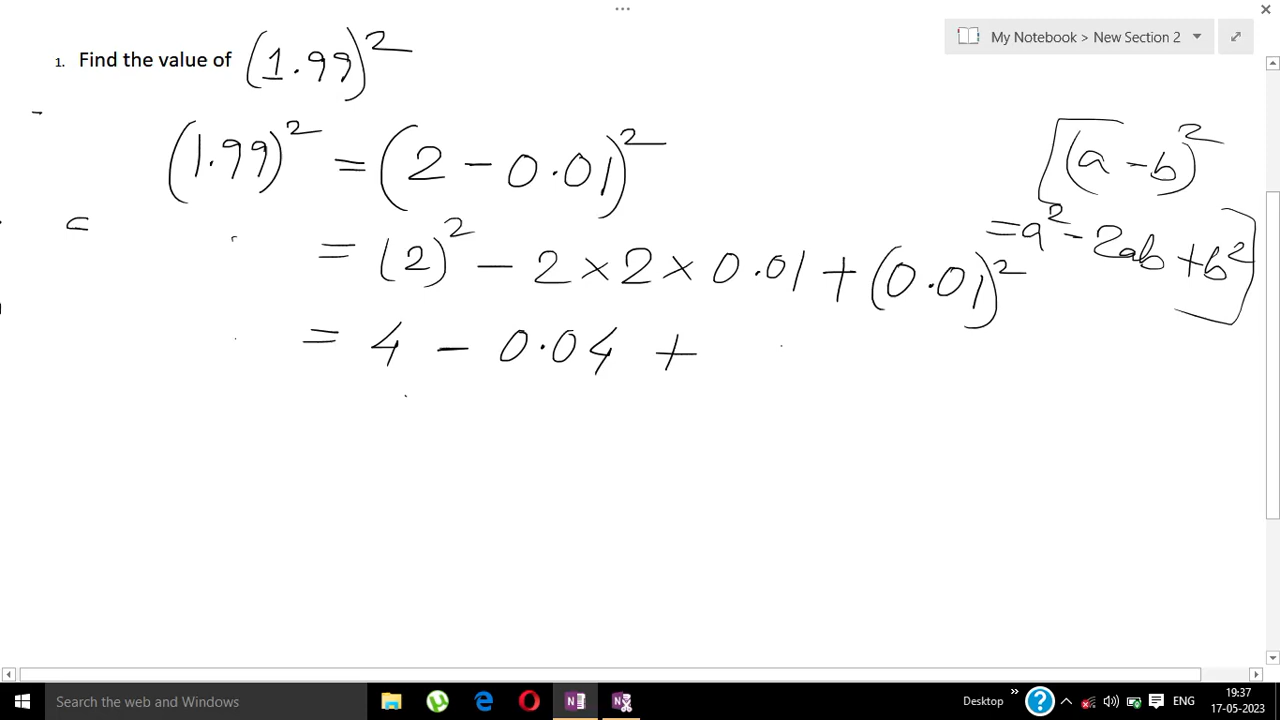 My Notebook > New Section 2
1. Find the value of (1.99)²
(1.99)² = (2 - 0.01)²
= (2)² - 2 × 2 × 0.01 + (0.01)²
= 4 - 0.04 +
(a - b)²
= a² - 2ab + b²
Search the web and Windows
Desktop
ENG
19:37
17-05-2023